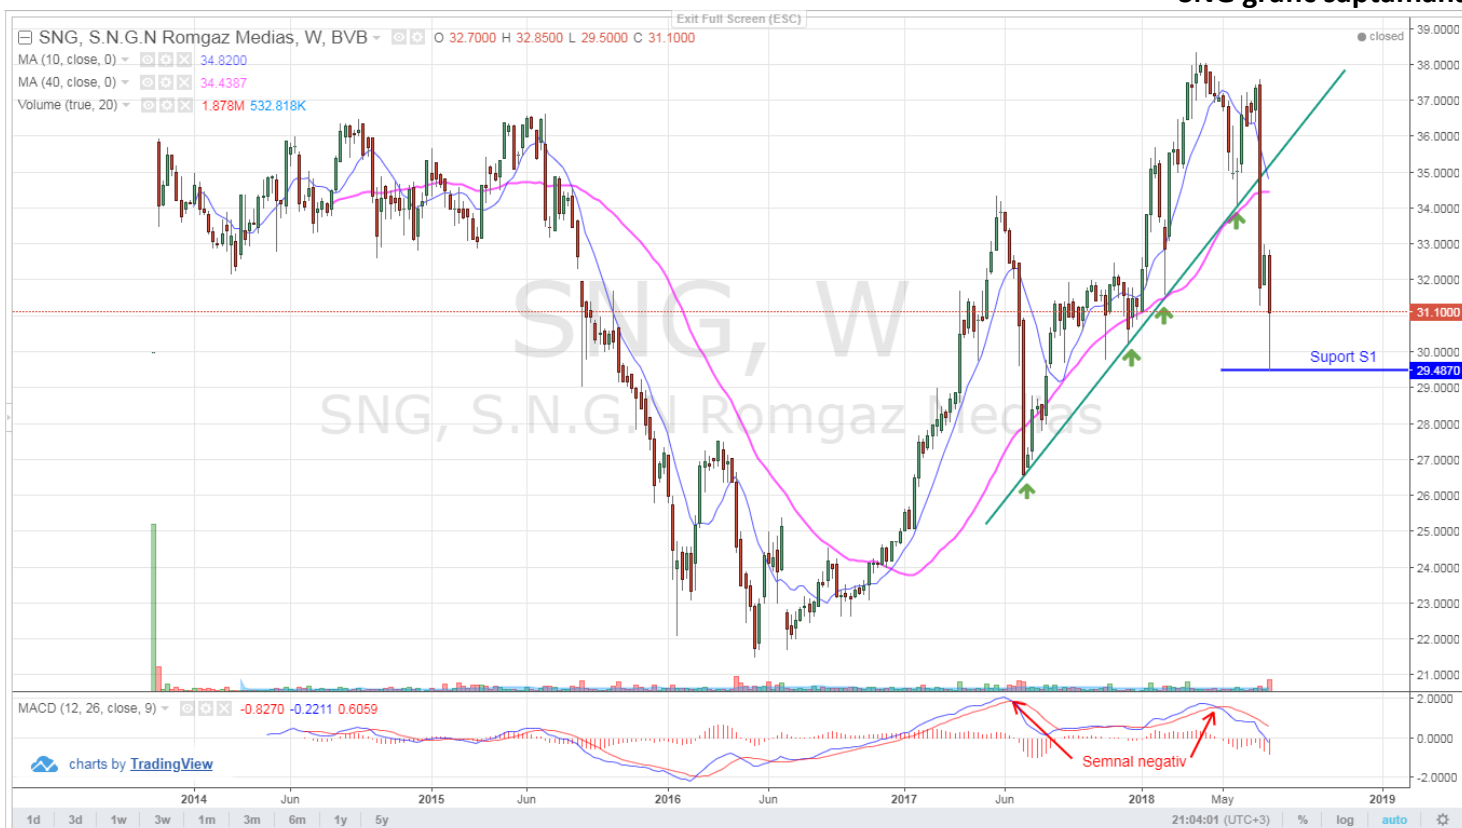 Exit Full Screen (ESC)
SNG, S.N.G.N Romgaz Medias, W, BVB O 32.7000 H 32.8500 L 29.5000 C 31.1000
closed
MA (10, close, 0) 34.8200
MA (40, close, 0) 34.4387
Volume (true, 20) 1.878M 532.818K
39.0000
38.0000
37.0000
36.0000
35.0000
34.0000
33.0000
32.0000
31.1000
30.0000
29.4870
29.0000
28.0000
27.0000
26.0000
25.0000
24.0000
23.0000
22.0000
21.0000
SNG, W
SNG, S.N.G.N Romgaz Medias
Suport S1
MACD (12, 26, close, 9) -0.8270 -0.2211 0.6059
2.0000
0.0000
-2.0000
Semnal negativ
charts by TradingView
2014 Jun 2015 Jun 2016 Jun 2017 Jun 2018 May 2019
1d 3d 1w 3w 1m 3m 6m 1y 5y 21:04:01 (UTC+3) % log auto